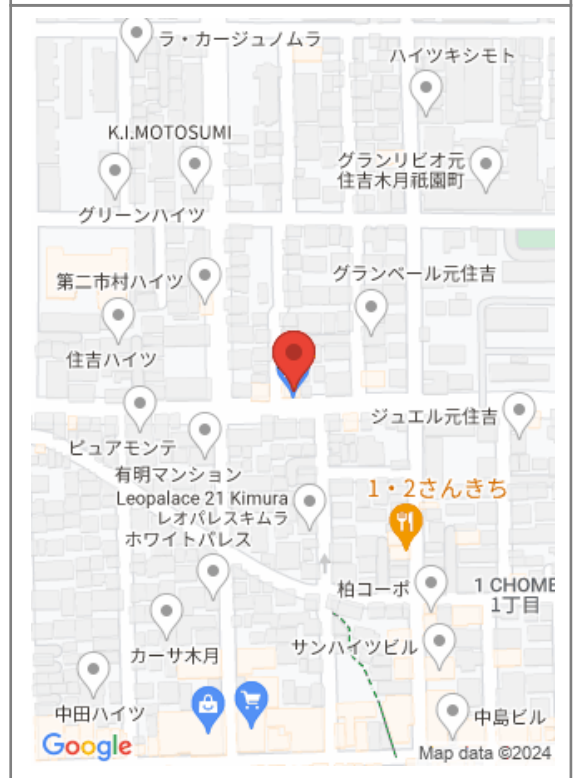 ラ・カージュノムラ
ハイツキシモト
K.I.MOTOSUMI
グランリビオ元
住吉木月祇園町
グリーンハイツ
第二市村ハイツ
グランベール元住吉
住吉ハイツ
ジュエル元住吉
ピュアモンテ
有明マンション
Leopalace 21 Kimura
レオパレスキムラ
1・2さんきち
ホワイトパレス
柏コーポ
1 CHOME
1丁目
サンハイツビル
カーサ木月
中田ハイツ
中島ビル
Google
Map data ©2024